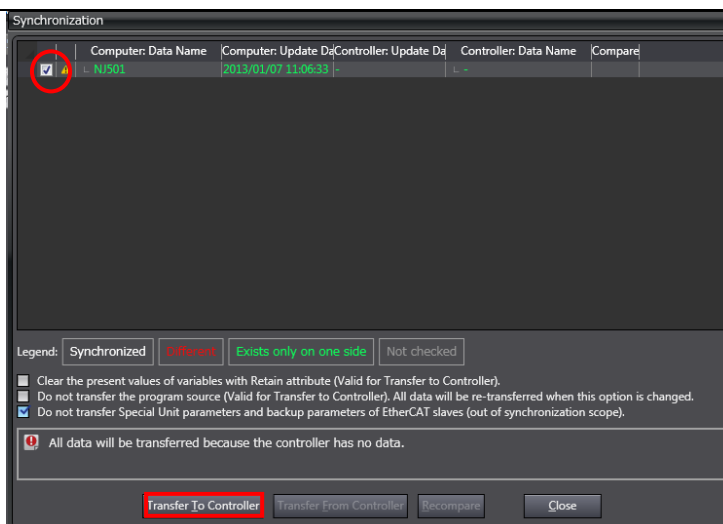 Synchronization
Computer: Data Name Computer: Update Da Controller: Update Da Controller: Data Name Compare
NJ501 2013/01/07 11:06:33 - -
Legend: Synchronized Different Exists only on one side Not checked
Clear the present values of variables with Retain attribute (Valid for Transfer to Controller).
Do not transfer the program source (Valid for Transfer to Controller). All data will be re-transferred when this option is changed.
Do not transfer Special Unit parameters and backup parameters of EtherCAT slaves (out of synchronization scope).
All data will be transferred because the controller has no data.
Transfer To Controller Transfer From Controller Recompare Close